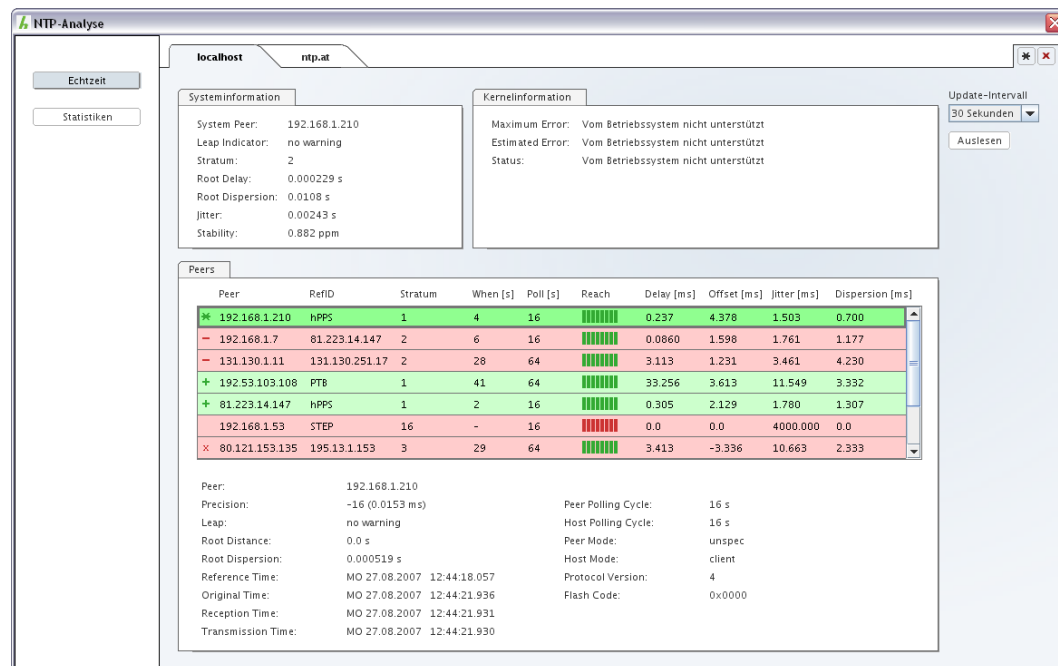 NTP-Analyse
localhost ntp.at
Echtzeit
Statistiken
Systeminformation
System Peer: 192.168.1.210
Leap Indicator: no warning
Stratum: 2
Root Delay: 0.000229 s
Root Dispersion: 0.0108 s
Jitter: 0.00243 s
Stability: 0.882 ppm
Kernelinformation
Maximum Error: Vom Betriebssystem nicht unterstützt
Estimated Error: Vom Betriebssystem nicht unterstützt
Status: Vom Betriebssystem nicht unterstützt
Update-Intervall
30 Sekunden
Auslesen
Peers
Peer RefID Stratum When [s] Poll [s] Reach Delay [ms] Offset [ms] Jitter [ms] Dispersion [ms]
* 192.168.1.210 hPPS 1 4 16 0.237 4.378 1.503 0.700
− 192.168.1.7 81.223.14.147 2 6 16 0.0860 1.598 1.761 1.177
− 131.130.1.11 131.130.251.17 2 28 64 3.113 1.231 3.461 4.230
+ 192.53.103.108 PTB 1 41 64 33.256 3.613 11.549 3.332
+ 81.223.14.147 hPPS 1 2 16 0.305 2.129 1.780 1.307
192.168.1.53 STEP 16 - 16 0.0 0.0 4000.000 0.0
x 80.121.153.135 195.13.1.153 3 29 64 3.413 -3.336 10.663 2.333
Peer: 192.168.1.210
Precision: -16 (0.0153 ms) Peer Polling Cycle: 16 s
Leap: no warning Host Polling Cycle: 16 s
Root Distance: 0.0 s Peer Mode: unspec
Root Dispersion: 0.000519 s Host Mode: client
Reference Time: MO 27.08.2007 12:44:18.057 Protocol Version: 4
Original Time: MO 27.08.2007 12:44:21.936 Flash Code: 0x0000
Reception Time: MO 27.08.2007 12:44:21.931
Transmission Time: MO 27.08.2007 12:44:21.930